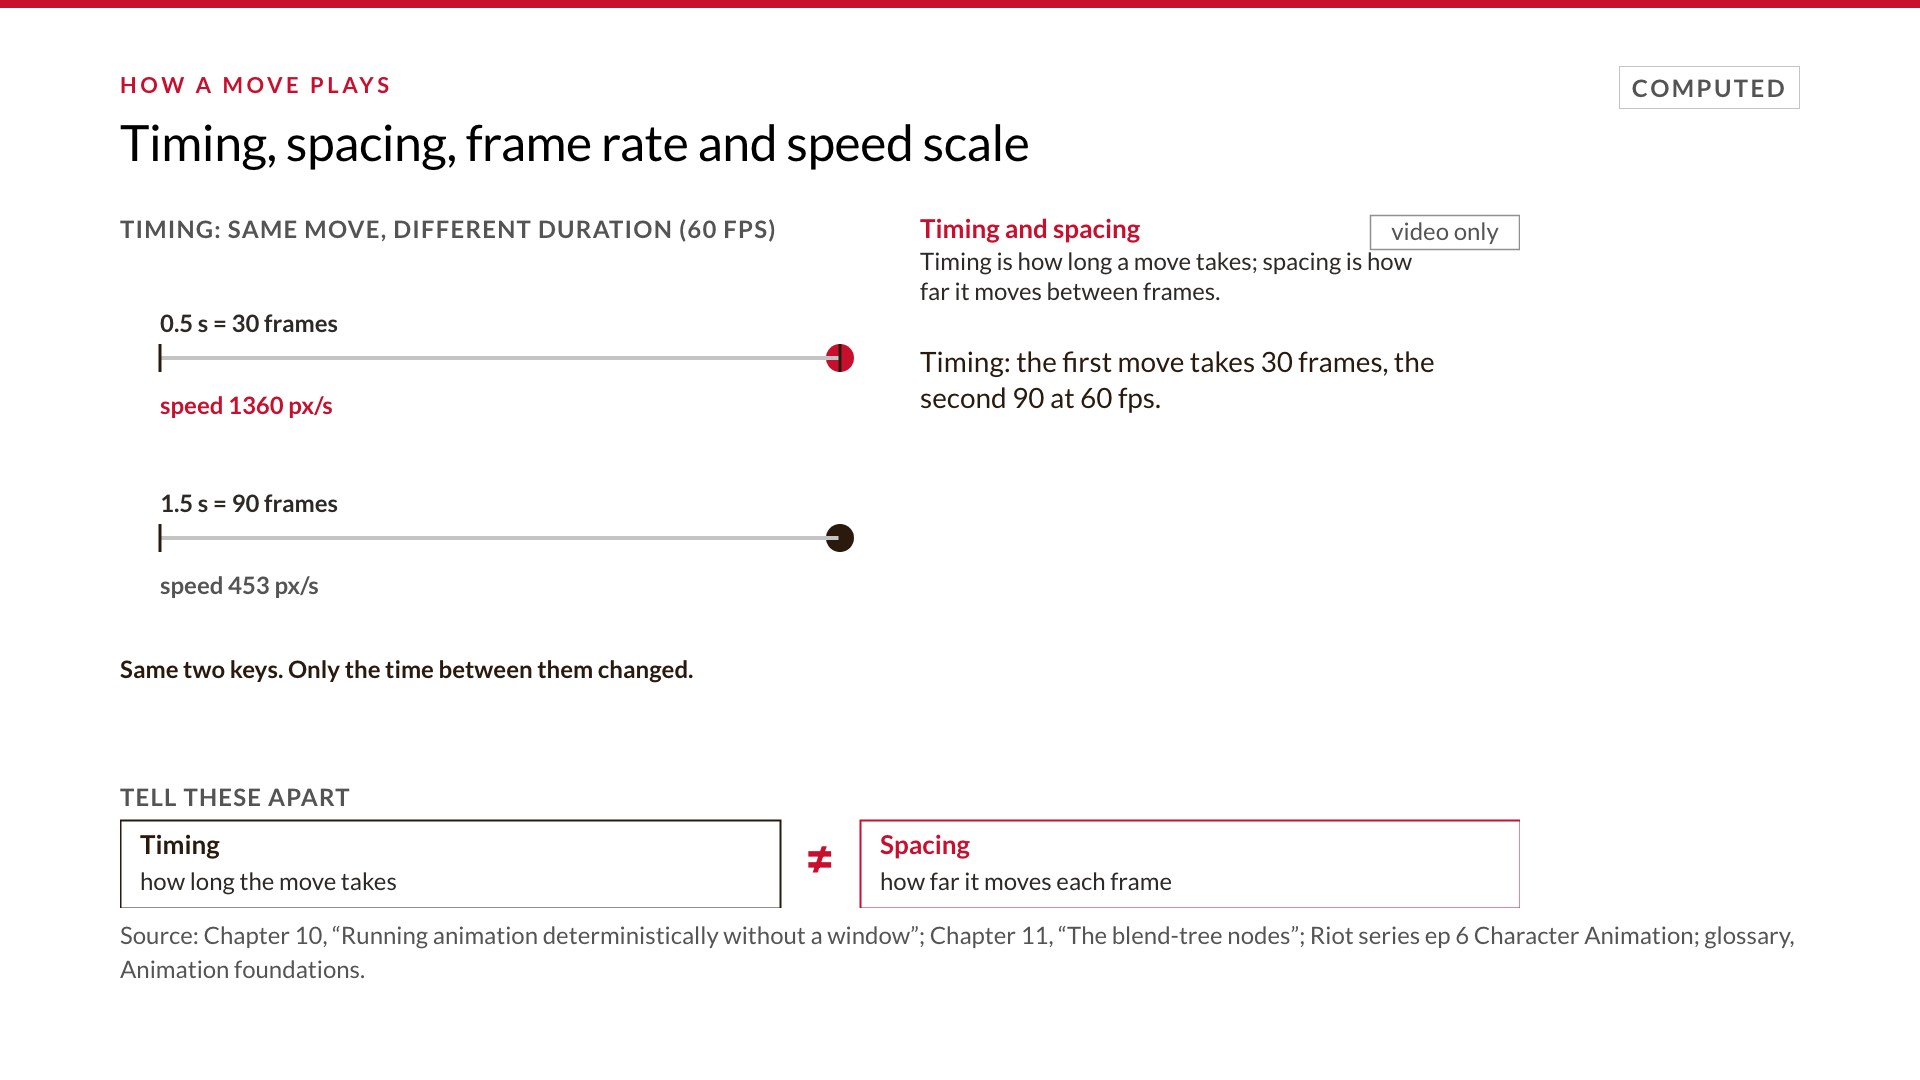 HOW A MOVE PLAYS
COMPUTED
Timing, spacing, frame rate and speed scale
TIMING: SAME MOVE, DIFFERENT DURATION (60 FPS)
0.5 s = 30 frames
speed 1360 px/s
1.5 s = 90 frames
speed 453 px/s
Same two keys. Only the time between them changed.
Timing and spacing
video only
Timing is how long a move takes; spacing is how
far it moves between frames.
Timing: the first move takes 30 frames, the
second 90 at 60 fps.
TELL THESE APART
Timing
how long the move takes
≠
Spacing
how far it moves each frame
Source: Chapter 10, “Running animation deterministically without a window”; Chapter 11, “The blend-tree nodes”; Riot series ep 6 Character Animation; glossary,
Animation foundations.